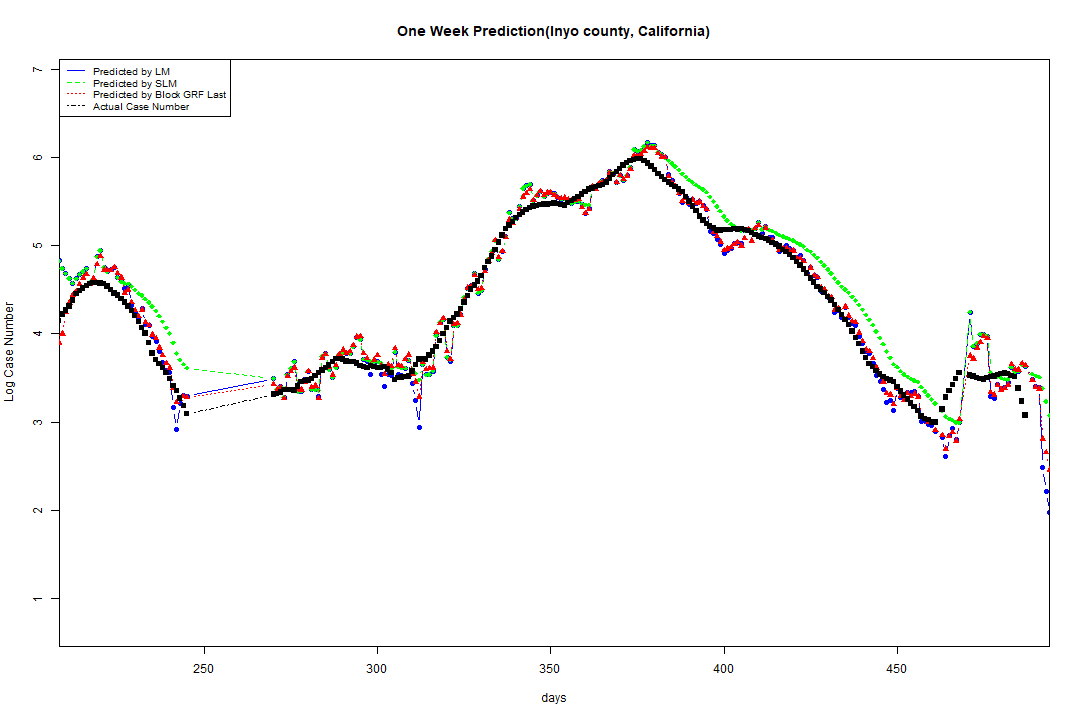 One Week Prediction(Inyo county, California)
Predicted by LM
Predicted by SLM
Predicted by Block GRF Last
Actual Case Number
7
6
5
4
3
2
1
Log Case Number
250 300 350 400 450
days